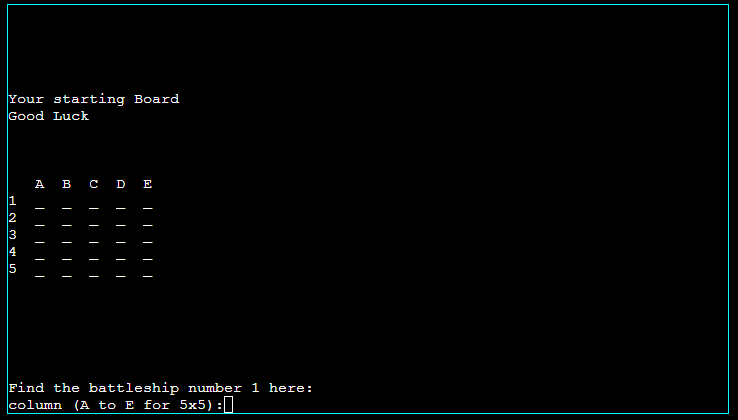 Your starting Board
Good Luck
A B C D E
1 _ _ _ _ _
2 _ _ _ _ _
3 _ _ _ _ _
4 _ _ _ _ _
5 _ _ _ _ _
Find the battleship number 1 here:
column (A to E for 5x5):